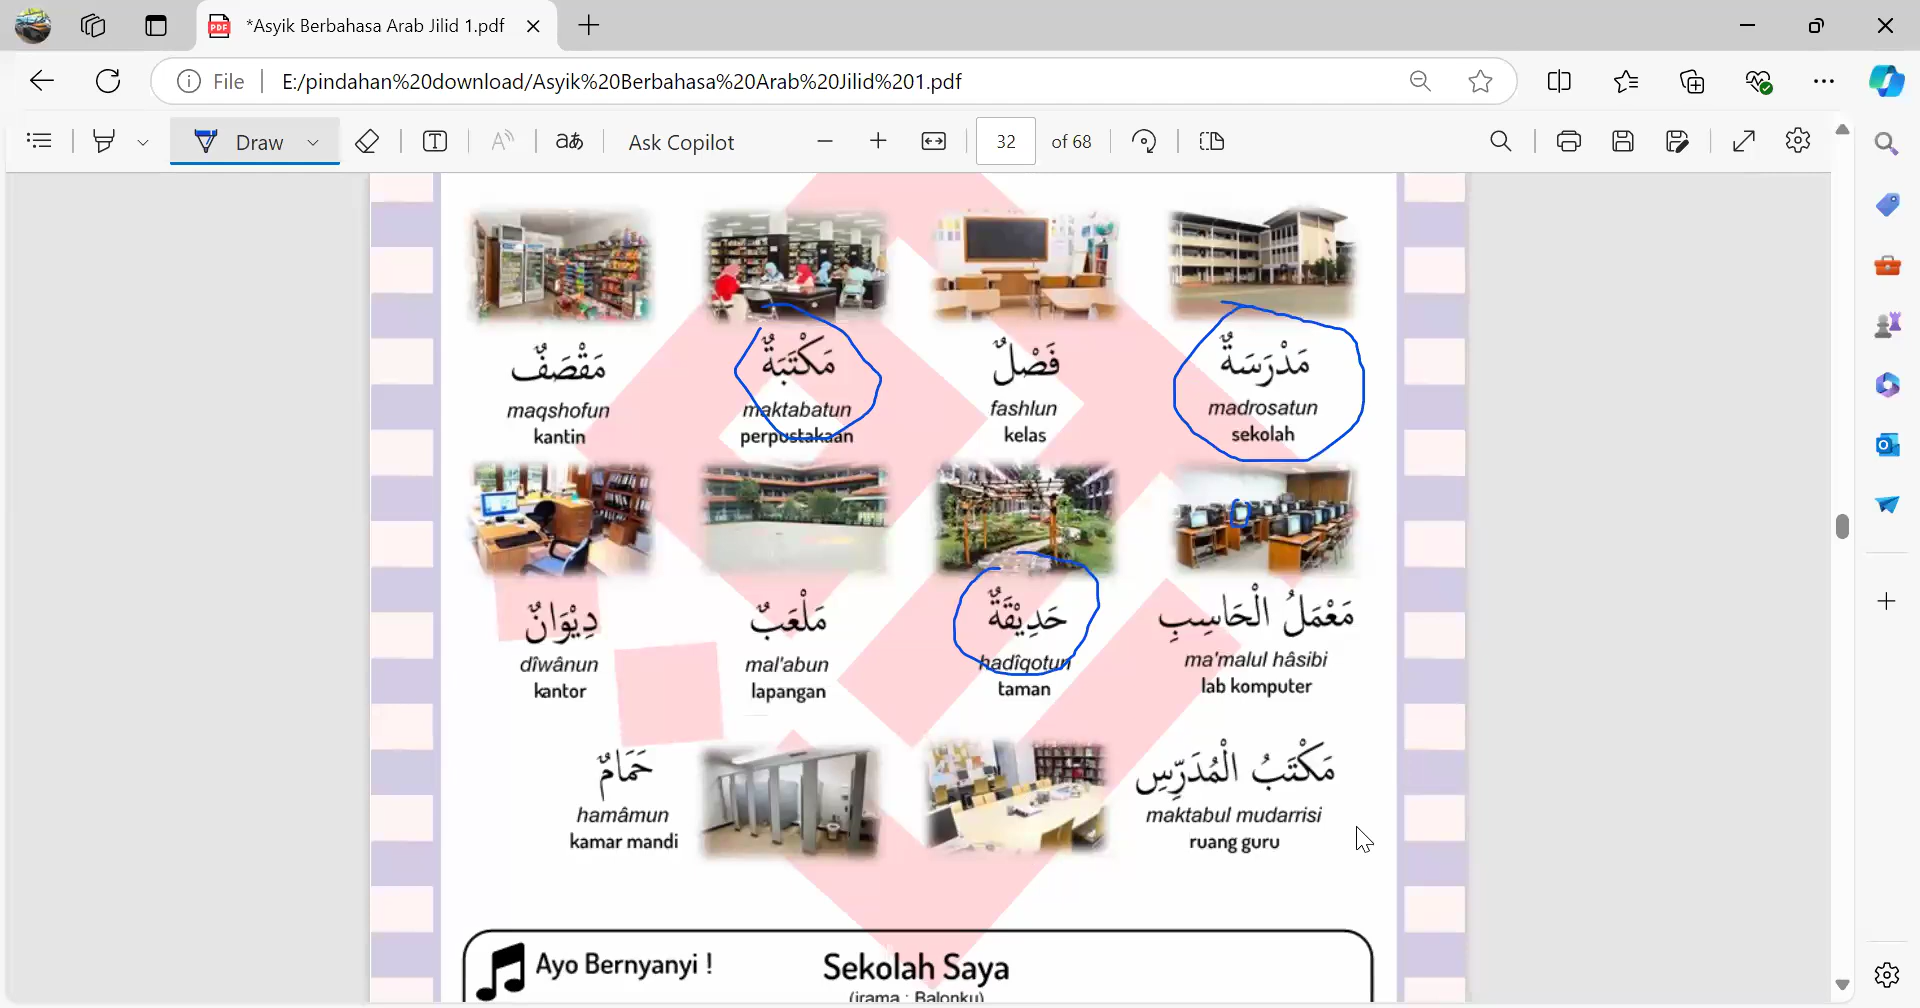 *Asyik Berbahasa Arab Jilid 1.pdf
File
E:/pindahan%20download/Asyik%20Berbahasa%20Arab%20Jilid%201.pdf
Draw
Ask Copilot
32 of 68
مَدْرَسَةٌ
madrosatun
sekolah
فَصْلٌ
fashlun
kelas
مَكْتَبَةٌ
maktabatun
perpustakaan
مَقْصَفٌ
maqshofun
kantin
مَعْمَلُ الْحَاسِبِ
ma'malul hâsibi
lab komputer
حَدِيْقَةٌ
hadîqotun
taman
مَلْعَبٌ
mal'abun
lapangan
دِيْوَانٌ
dîwânun
kantor
مَكْتَبُ الْمُدَرِّسِ
maktabul mudarrisi
ruang guru
حَمَامٌ
hamâmun
kamar mandi
Ayo Bernyanyi !
Sekolah Saya
(irama : Balonku)